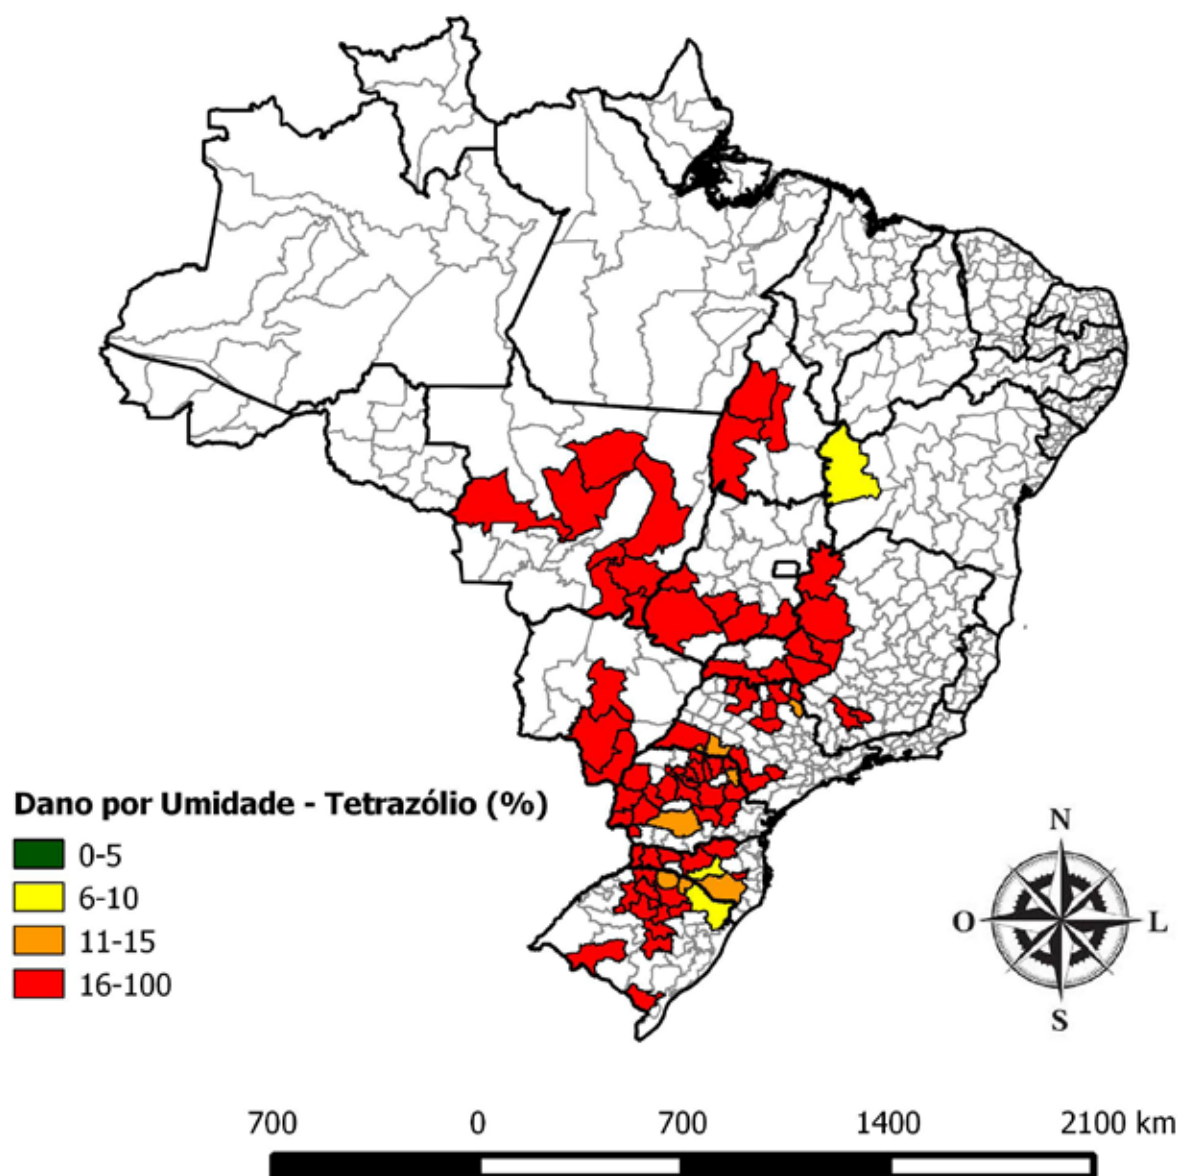 Dano por Umidade - Tetrazólio (%)
0-5
6-10
11-15
16-100
N
O
L
S
700 0 700 1400 2100 km